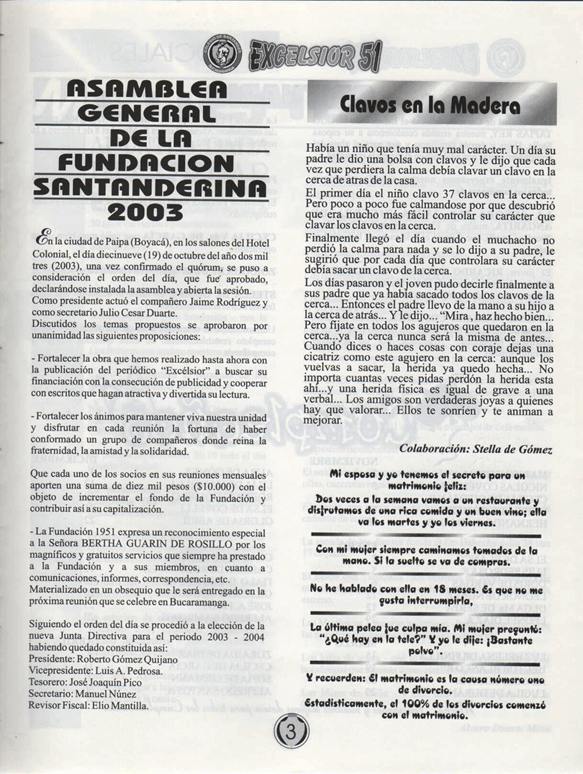 EXCELSIOR 51
ASAMBLEA
GENERAL
DE LA
FUNDACION
SANTANDERINA
2003
En la ciudad de Paipa (Boyacá), en los salones del Hotel
Colonial, el día diecinueve (19) de octubre del año dos mil
tres (2003), una vez confirmado el quórum, se puso a
consideración el orden del día, que fue aprobado,
declarándose instalada la asamblea y abierta la sesión.
Como presidente actuó el compañero Jaime Rodríguez y
como secretario Julio Cesar Duarte.
Discutidos los temas propuestos se aprobaron por
unanimidad las siguientes proposiciones:
- Fortalecer la obra que hemos realizado hasta ahora con
la publicación del periódico "Excélsior" a buscar su
financiación con la consecución de publicidad y cooperar
con escritos que hagan atractiva y divertida su lectura.
- Fortalecer los ánimos para mantener viva nuestra unidad
y disfrutar en cada reunión la fortuna de haber
conformado un grupo de compañeros donde reina la
fraternidad, la amistad y la solidaridad.
Que cada uno de los socios en sus reuniones mensuales
aporten una suma de diez mil pesos ($10.000) con el
objeto de incrementar el fondo de la Fundación y
contribuir así a su capitalización.
- La Fundación 1951 expresa un reconocimiento especial
a la Señora BERTHA GUARIN DE ROSILLO por los
magníficos y gratuitos servicios que siempre ha prestado
a la Fundación y a sus miembros, en cuanto a
comunicaciones, informes, correspondencia, etc.
Materializado en un obsequio que le será entregado en la
próxima reunión que se celebre en Bucaramanga.
Siguiendo el orden del día se procedió a la elección de la
nueva Junta Directiva para el periodo 2003 - 2004
habiendo quedado constituida así:
Presidente: Roberto Gómez Quijano
Vicepresidente: Luis A. Pedrosa.
Tesorero: José Joaquín Pico
Secretario: Manuel Núnez
Revisor Fiscal: Elío Mantilla.
Clavos en la Madera
Había un niño que tenía muy mal carácter. Un día su
padre le dio una bolsa con clavos y le dijo que cada
vez que perdiera la calma debía clavar un clavo en la
cerca de atras de la casa.
El primer día el niño clavo 37 clavos en la cerca...
Pero poco a poco fue calmandose por que descubrió
que era mucho más fácil controlar su carácter que
clavar los clavos en la cerca.
Finalmente llegó el día cuando el muchacho no
perdió la calma para nada y se lo dijo a su padre, le
sugirió que por cada día que controlara su carácter
debía sacar un clavo de la cerca.
Los días pasaron y el joven pudo decirle finalmente a
sus padre que ya había sacado todos los clavos de la
cerca... Entonces el padre llevo de la mano a su hijo a
la cerca de atrás... Y le dijo... "Mira, haz hecho bien...
Pero fijate en todos los agujeros que quedaron en la
cerca...ya la cerca nunca será la misma de antes...
Cuando dices o haces cosas con coraje dejas una
cicatriz como este agujero en la cerca: aunque los
vuelvas a sacar, la herida ya quedo hecha... No
importa cuantas veces pidas perdón la herida esta
ahí...y una herida física es igual de grave a una
verbal... Los amigos son verdaderas joyas a quienes
hay que valorar... Ellos te sonríen y te animan a
mejorar.
Colaboración: Stella de Gómez
Mi esposa y yo tenemos el secreto para un
matrimonio feliz:
Dos veces a la semana vamos a un restaurante y
disfrutamos de una rica comida y un buen vino; ella
va los martes y yo los viernes.
Con mi mujer siempre caminamos tomados de la
mano. Si la suelto se va de compras.
No he hablado con ella en 18 meses. Es que no me
gusta interrumpirla,
La última pelea fue culpa mía. Mi mujer preguntó:
"¿Qué hay en la tele?" Y yo le dije: ¡Bastante
polvo".
Y recuerden: El matrimonio es la causa número uno
de divorcio.
Estadísticamente, el 100% de los divorcios comenzó
con el matrimonio.
3